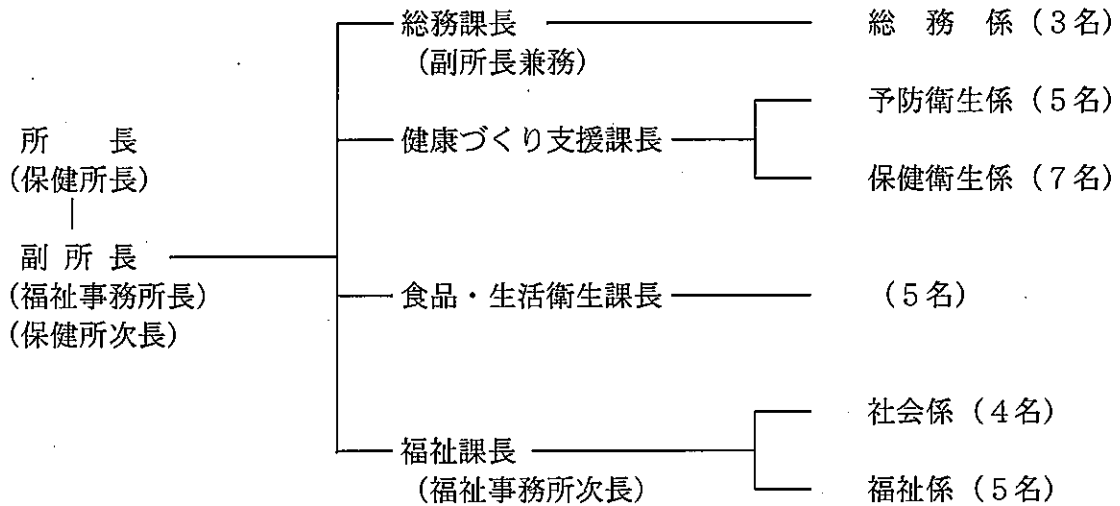 総務課長
総　務　係（3名）
(副所長兼務)
予防衛生係（5名）
所　　長
(保健所長)
健康づくり支援課長
保健衛生係（7名）
副 所 長
(福祉事務所長)
(保健所次長)
食品・生活衛生課長
（5名）
社会係（4名）
福祉課長
(福祉事務所次長)
福祉係（5名）